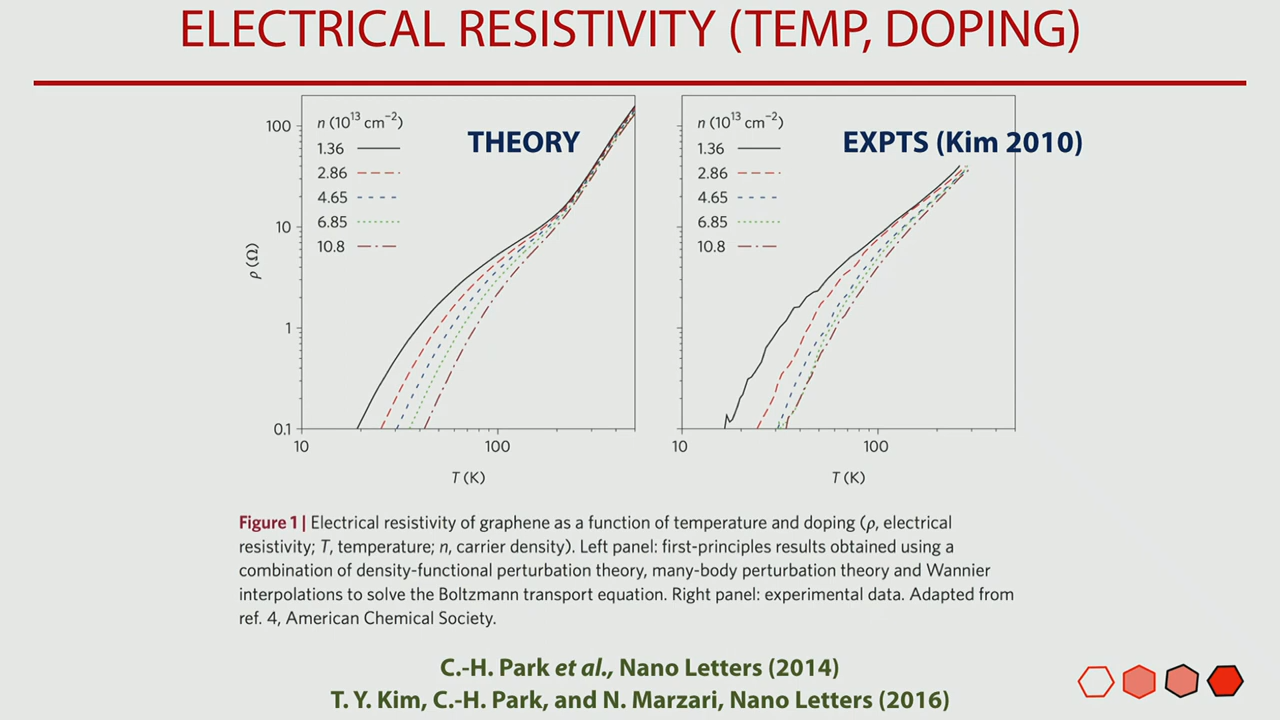 ELECTRICAL RESISTIVITY (TEMP, DOPING)
n (10¹³ cm⁻²)
1.36
2.86
4.65
6.85
10.8
THEORY
100
10
1
0.1
ρ (Ω)
10
100
T (K)
n (10¹³ cm⁻²)
1.36
2.86
4.65
6.85
10.8
EXPTS (Kim 2010)
10
100
T (K)
Figure 1 | Electrical resistivity of graphene as a function of temperature and doping (ρ, electrical
resistivity; T, temperature; n, carrier density). Left panel: first-principles results obtained using a
combination of density-functional perturbation theory, many-body perturbation theory and Wannier
interpolations to solve the Boltzmann transport equation. Right panel: experimental data. Adapted from
ref. 4, American Chemical Society.
C.-H. Park et al., Nano Letters (2014)
T. Y. Kim, C.-H. Park, and N. Marzari, Nano Letters (2016)